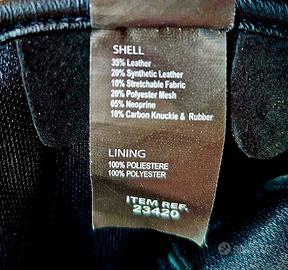 SHELL
35% Leather
20% Synthetic Leather
10% Stretchable Fabric
20% Polyester Mesh
05% Neoprine
10% Carbon Knuckle & Rubber
LINING
100% POLIESTERE
100% POLYESTER
ITEM REF.
23420